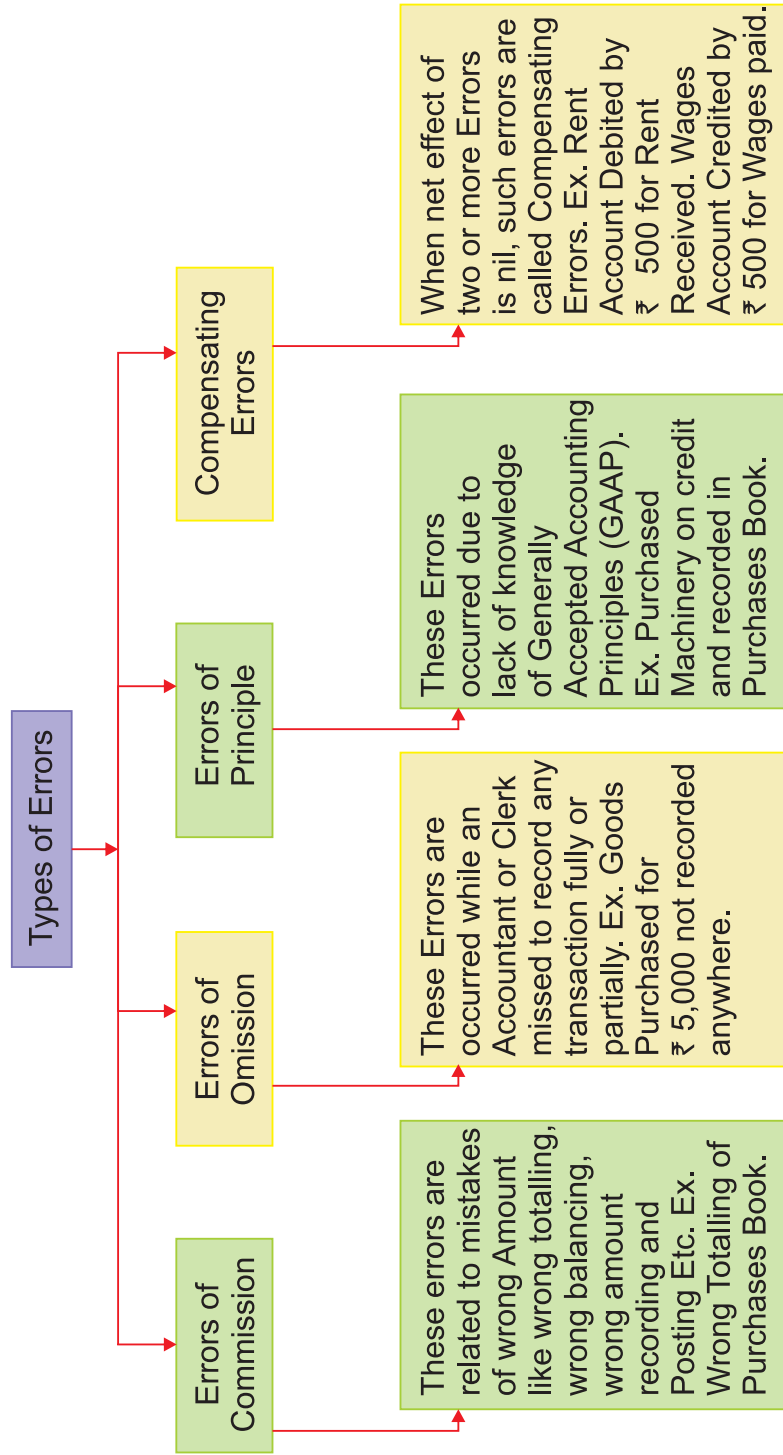 Types of Errors
Errors of
Commission
Errors of
Omission
Errors of
Principle
Compensating
Errors
These errors are
related to mistakes
of wrong Amount
like wrong totalling,
wrong balancing,
wrong amount
recording and
Posting Etc. Ex.
Wrong Totalling of
Purchases Book.
These Errors are
occurred while an
Accountant or Clerk
missed to record any
transaction fully or
partially. Ex. Goods
Purchased for
₹ 5,000 not recorded
anywhere.
These Errors
occurred due to
lack of knowledge
of Generally
Accepted Accounting
Principles (GAAP).
Ex. Purchased
Machinery on credit
and recorded in
Purchases Book.
When net effect of
two or more Errors
is nil, such errors are
called Compensating
Errors. Ex. Rent
Account Debited by
₹ 500 for Rent
Received. Wages
Account Credited by
₹ 500 for Wages paid.